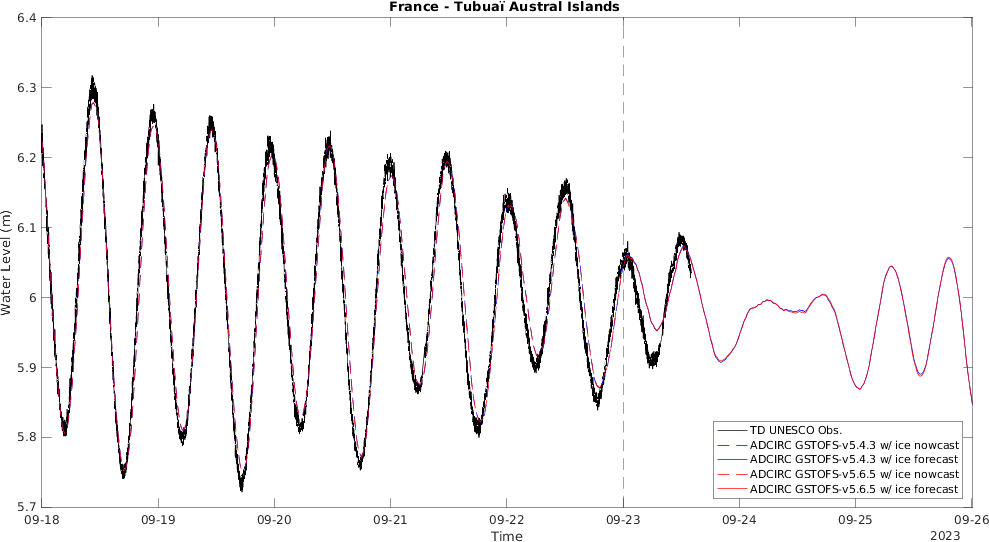 France - Tubuaï Austral Islands
6.4
6.3
6.2
6.1
6
5.9
5.8
5.7
Water Level (m)
TD UNESCO Obs.
ADCIRC GSTOFS-v5.4.3 w/ ice nowcast
ADCIRC GSTOFS-v5.4.3 w/ ice forecast
ADCIRC GSTOFS-v5.6.5 w/ ice nowcast
ADCIRC GSTOFS-v5.6.5 w/ ice forecast
09-18 09-19 09-20 09-21 09-22 09-23 09-24 09-25 09-26
Time
2023